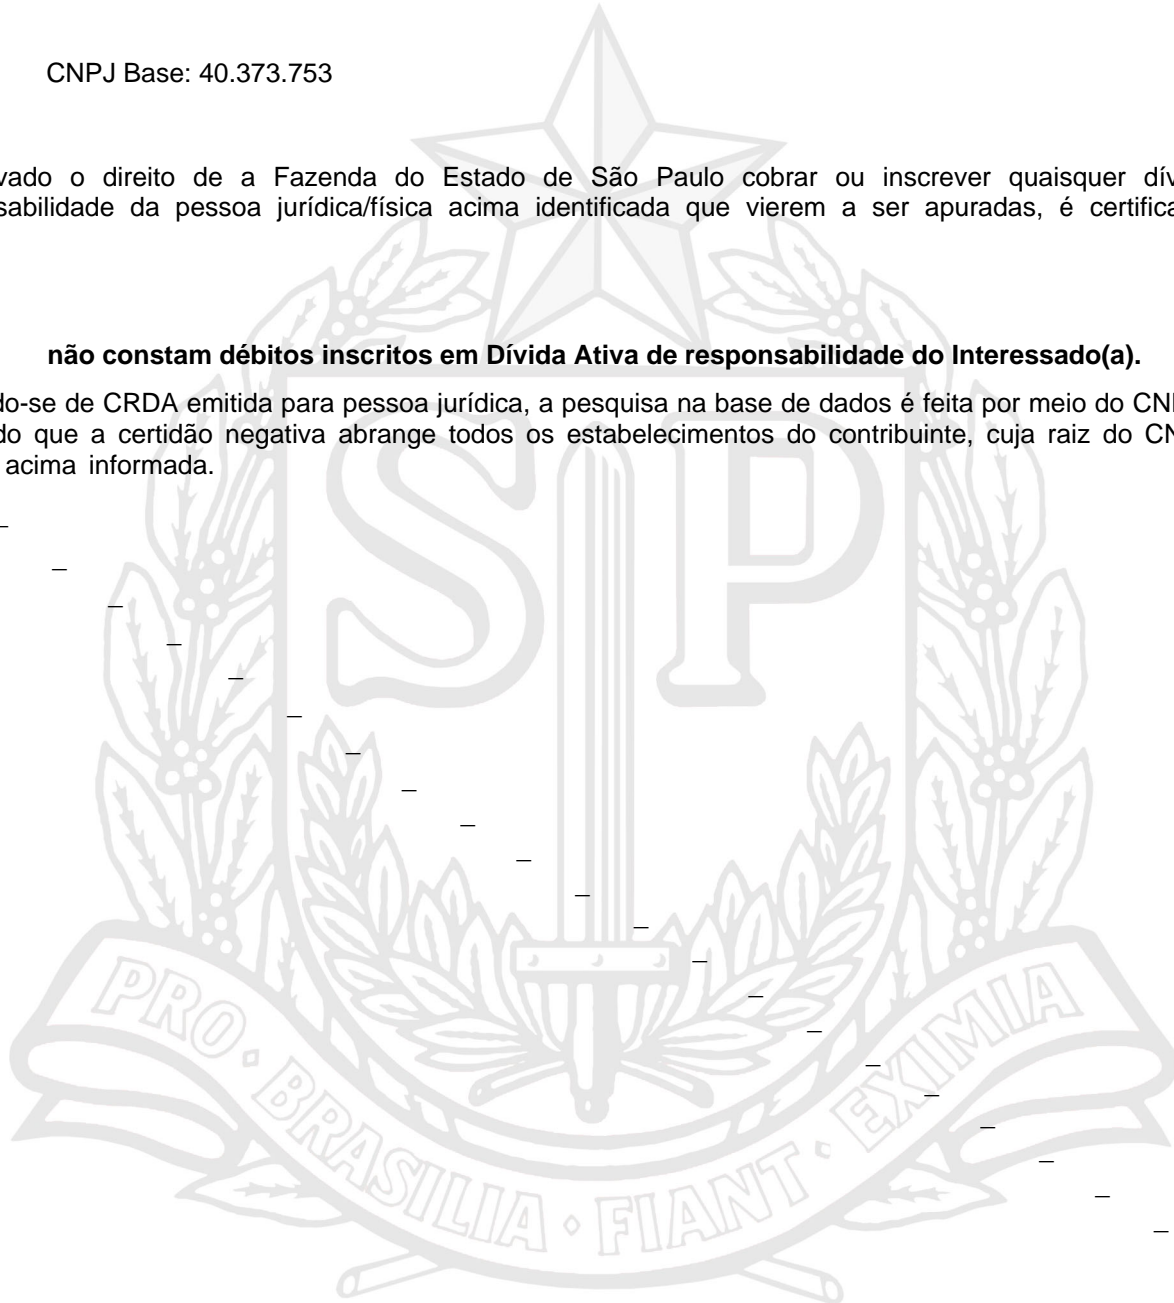 CNPJ Base: 40.373.753
vado o direito de a Fazenda do Estado de São Paulo cobrar ou inscrever quaisquer dív
sabilidade da pessoa jurídica/física acima identificada que vierem a ser apuradas, é certifica
não constam débitos inscritos em Dívida Ativa de responsabilidade do Interessado(a).
do-se de CRDA emitida para pessoa jurídica, a pesquisa na base de dados é feita por meio do CN
do que a certidão negativa abrange todos os estabelecimentos do contribuinte, cuja raiz do CN
acima informada.
SP
PRO • BRASILIA • FIANT • EXIMIA